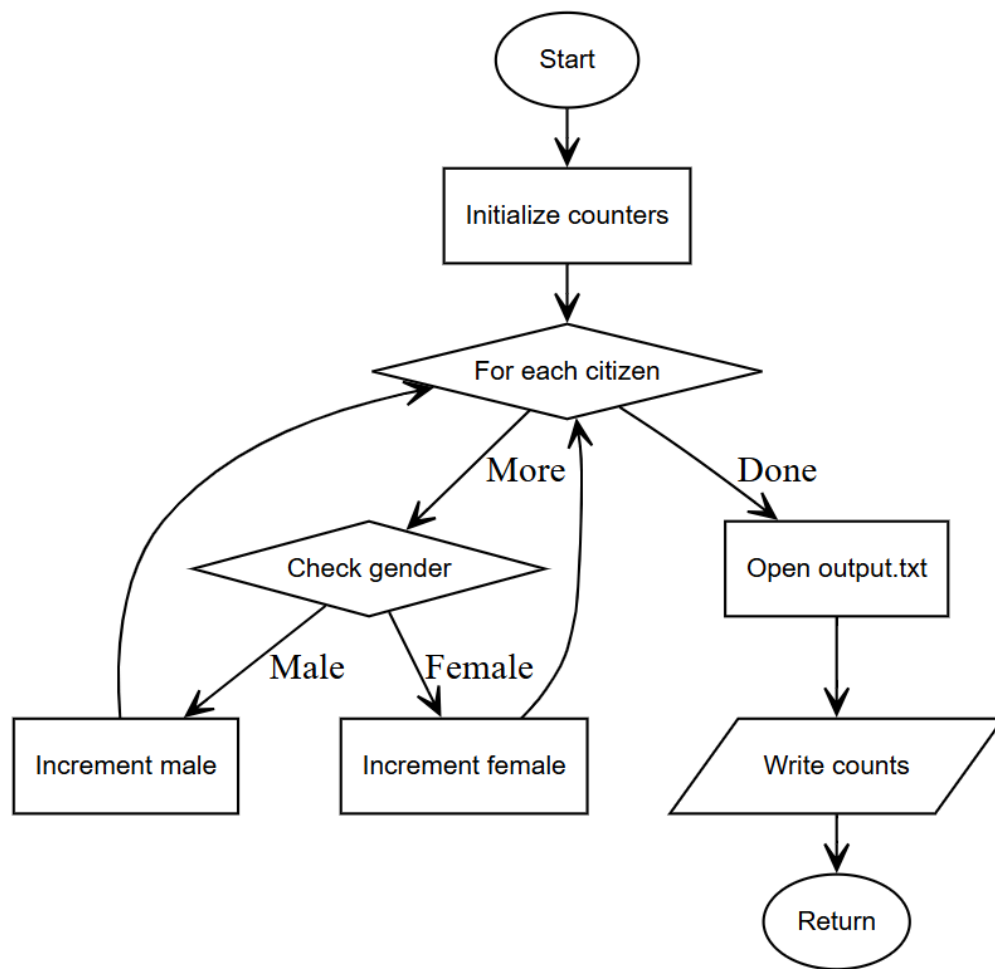 Start
Initialize counters
For each citizen
More
Done
Check gender
Open output.txt
Male
Female
Increment male
Increment female
Write counts
Return